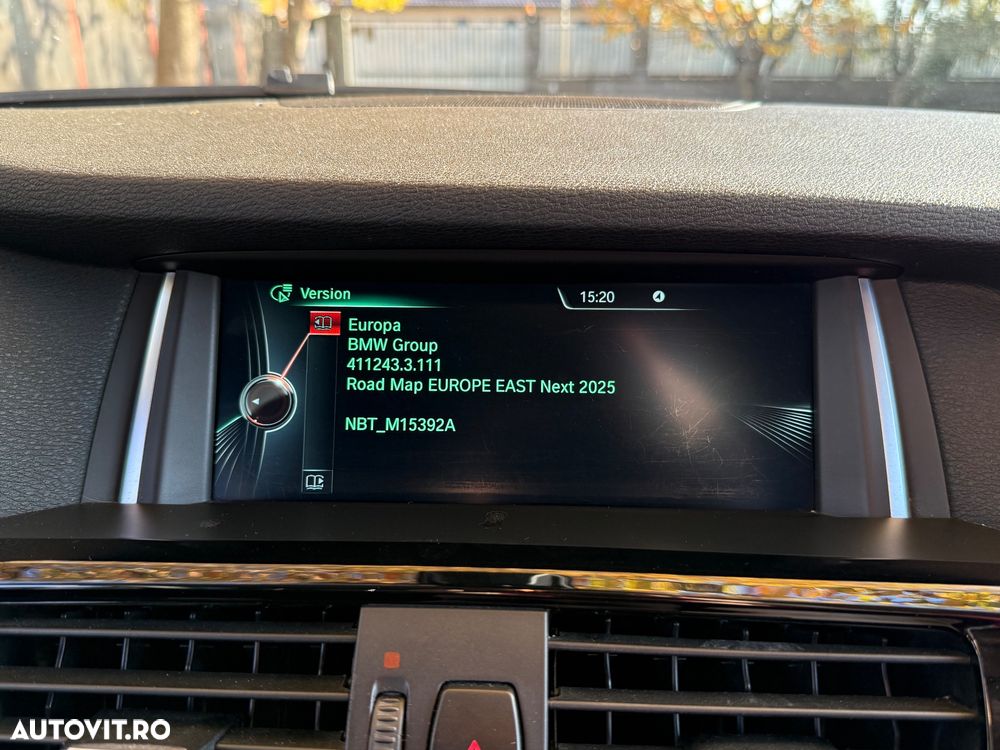 Version
15:20
Europa
BMW Group
411243.3.111
Road Map EUROPE EAST Next 2025
NBT_M15392A
AUTOVIT.RO